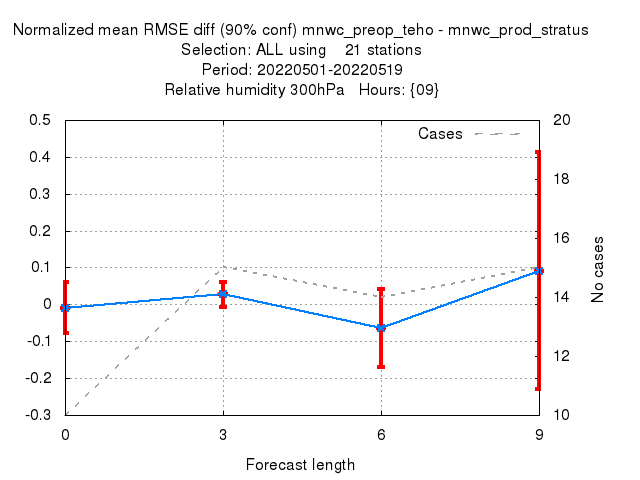 Normalized mean RMSE diff (90% conf) mnwc_preop_teho - mnwc_prod_stratus
Selection: ALL using    21 stations
Period: 20220501-20220519
Relative humidity 300hPa   Hours: {09}
Cases
0.5
0.4
0.3
0.2
0.1
0
-0.1
-0.2
-0.3
20
18
16
14
12
10
No cases
0
3
6
9
Forecast length